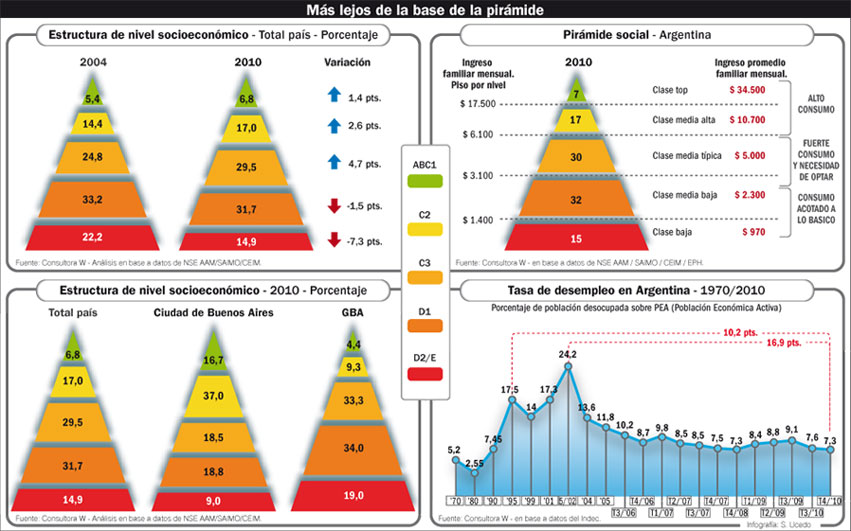 Más lejos de la base de la pirámide
Estructura de nivel socioeconómico - Total país - Porcentaje
2004
2010
Variación
5,4
6,8
1,4 pts.
14,4
17,0
2,6 pts.
24,8
29,5
4,7 pts.
33,2
31,7
-1,5 pts.
22,2
14,9
-7,3 pts.
Fuente: Consultora W - Análisis en base a datos de NSE AAM/SAIMO/CEIM.
Pirámide social - Argentina
Ingreso
familiar mensual.
Piso por nivel
2010
Ingreso promedio
familiar mensual.
7
Clase top
$ 34.500
$ 17.500
ALTO
CONSUMO
17
Clase media alta
$ 10.700
$ 6.100
30
Clase media típica
$ 5.000
FUERTE
CONSUMO
Y NECESIDAD
DE OPTAR
$ 3.100
32
Clase media baja
$ 2.300
CONSUMO
ACOTADO A
LO BASICO
$ 1.400
15
Clase baja
$ 970
Fuente: Consultora W - en base a datos de NSE AAM / SAIMO / CEIM / EPH.
ABC1
C2
C3
D1
D2/E
Estructura de nivel socioeconómico - 2010 - Porcentaje
Total país
Ciudad de Buenos Aires
GBA
6,8
16,7
4,4
17,0
37,0
9,3
29,5
18,5
33,3
31,7
18,8
34,0
14,9
9,0
19,0
Fuente: Consultora W - Análisis en base a datos de NSE AAM/SAIMO/CEIM.
Tasa de desempleo en Argentina - 1970/2010
Porcentaje de población desocupada sobre PEA (Población Económica Activa)
10,2 pts.
16,9 pts.
5,2
2,55
7,45
17,5
14
17,3
24,2
13,6
11,8
10,2
8,7
9,8
8,5
8,5
7,5
7,3
8,4
8,8
9,1
7,6
7,3
'70
'80
'90
'95
'99
'01
5/'02
'04
'05
T4/'06
T2/'07
T4/'07
T2/'08
T1/'09
T3/'09
T1/'10
T4/'10
T3/'06
T1/'07
T3/'07
T4/'08
T2/'09
T3/'10
Fuente: Consultora W - en base a datos del Indec.
Infografía: S. Ucedo